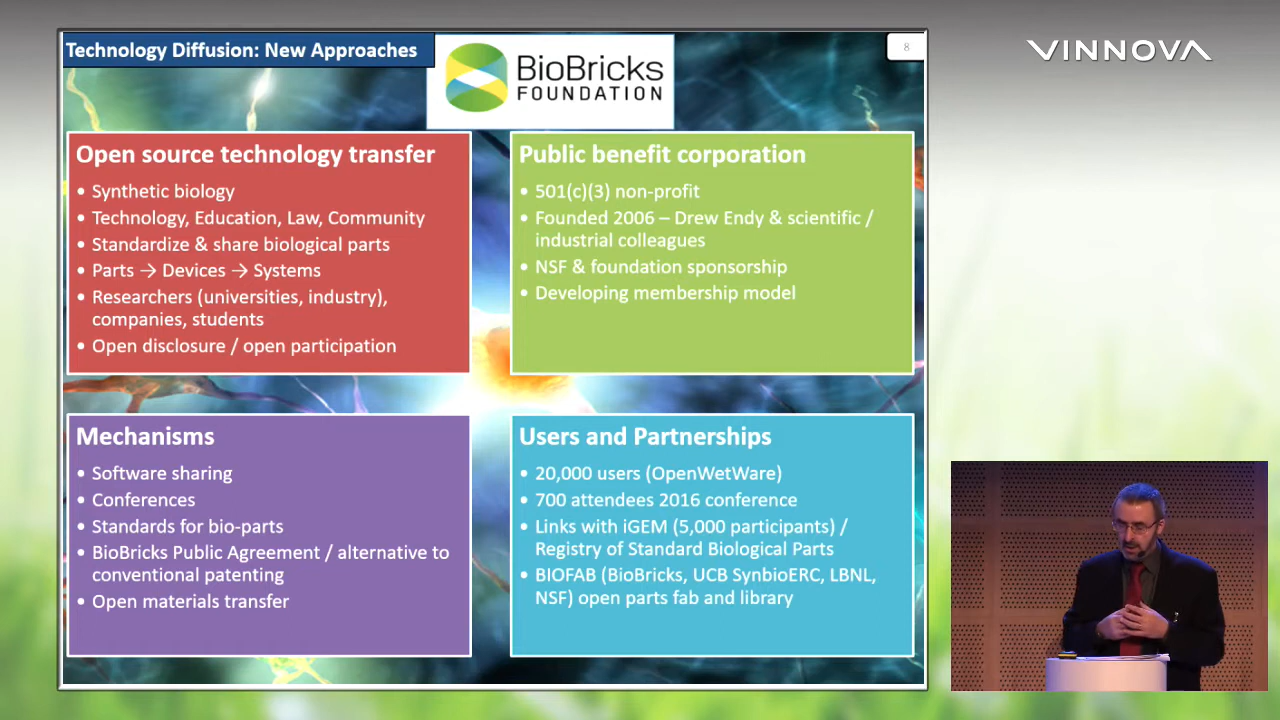 Technology Diffusion: New Approaches
BioBricks
FOUNDATION
8
VINNOVA
Open source technology transfer
• Synthetic biology
• Technology, Education, Law, Community
• Standardize & share biological parts
• Parts → Devices → Systems
• Researchers (universities, industry),
companies, students
• Open disclosure / open participation
Public benefit corporation
• 501(c)(3) non-profit
• Founded 2006 – Drew Endy & scientific /
industrial colleagues
• NSF & foundation sponsorship
• Developing membership model
Mechanisms
• Software sharing
• Conferences
• Standards for bio-parts
• BioBricks Public Agreement / alternative to
conventional patenting
• Open materials transfer
Users and Partnerships
• 20,000 users (OpenWetWare)
• 700 attendees 2016 conference
• Links with iGEM (5,000 participants) /
Registry of Standard Biological Parts
• BIOFAB (BioBricks, UCB SynbioERC, LBNL,
NSF) open parts fab and library